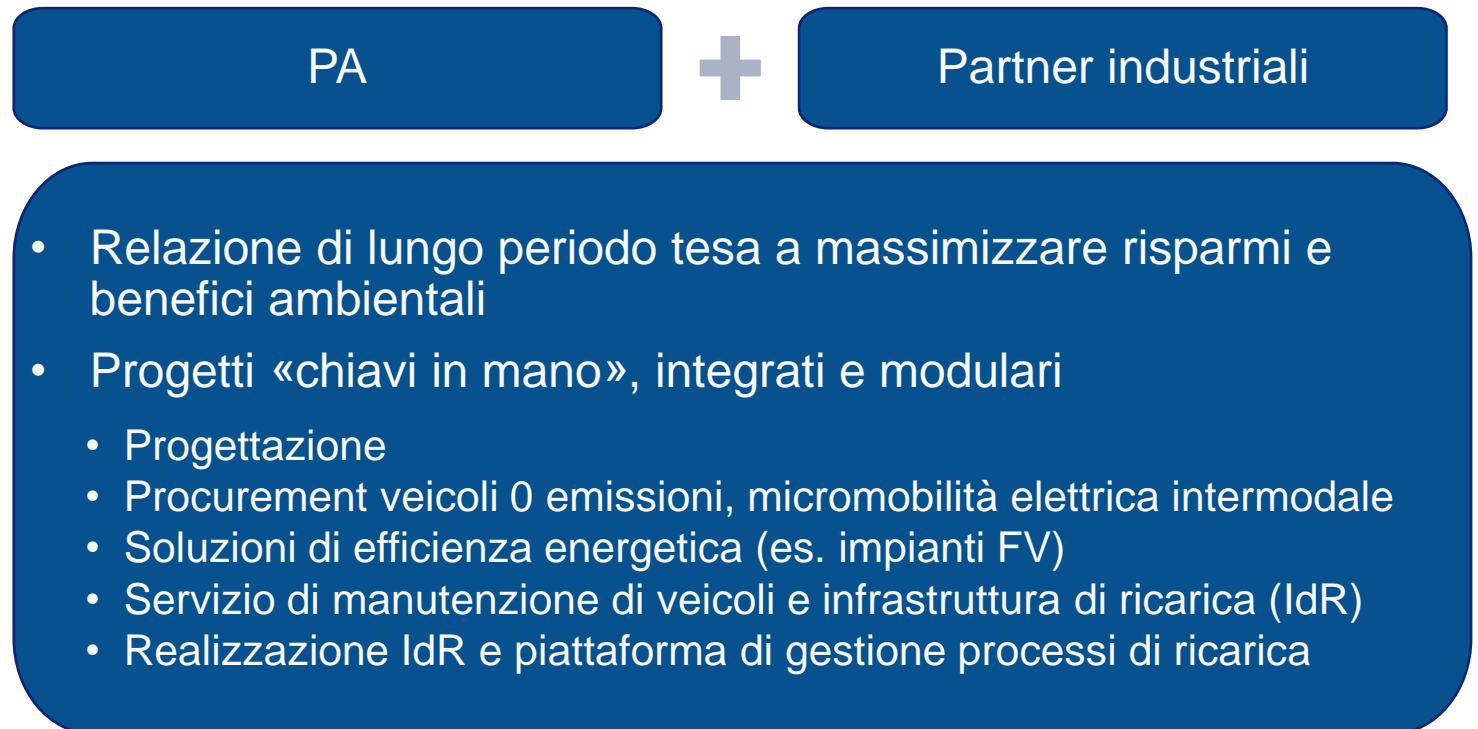 PA
Partner industriali
• Relazione di lungo periodo tesa a massimizzare risparmi e
benefici ambientali
• Progetti «chiavi in mano», integrati e modulari
• Progettazione
• Procurement veicoli 0 emissioni, micromobilità elettrica intermodale
• Soluzioni di efficienza energetica (es. impianti FV)
• Servizio di manutenzione di veicoli e infrastruttura di ricarica (IdR)
• Realizzazione IdR e piattaforma di gestione processi di ricarica